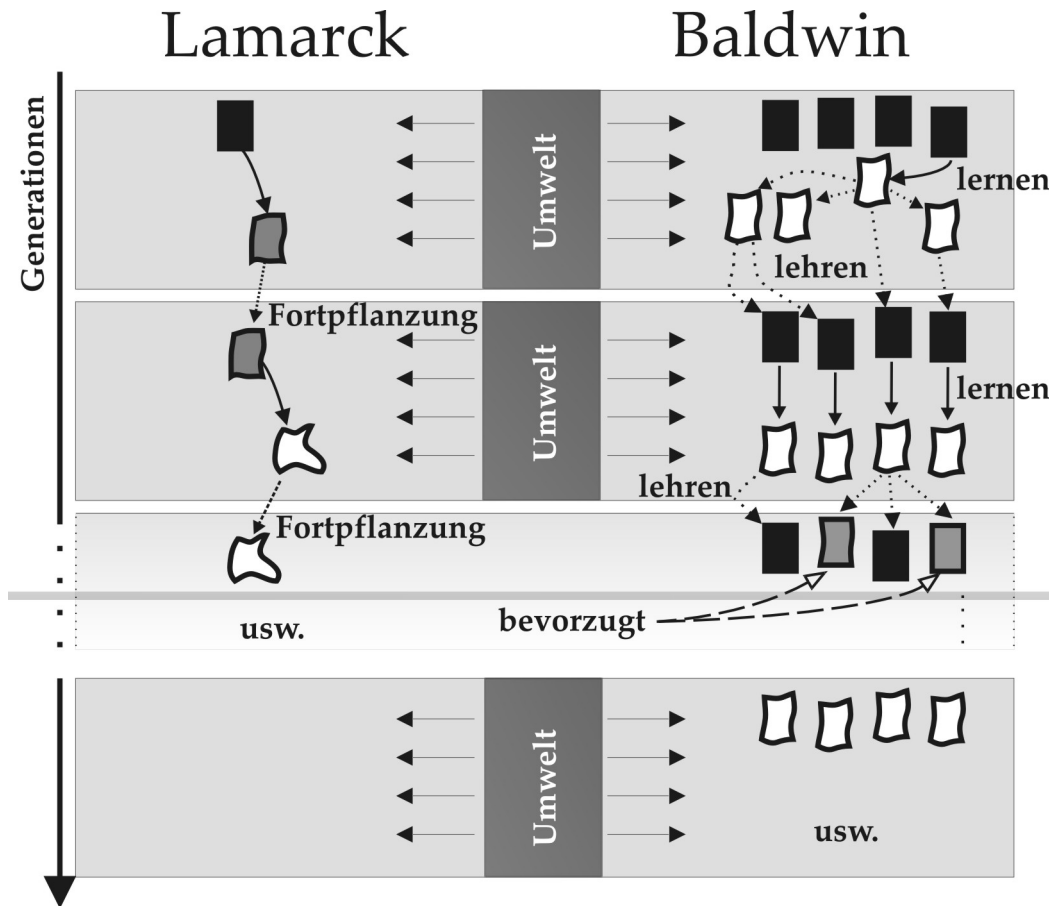 Lamarck
Baldwin
Generationen
Umwelt
lernen
lehren
Fortpflanzung
Umwelt
lernen
lehren
Fortpflanzung
usw.
bevorzugt
Umwelt
usw.